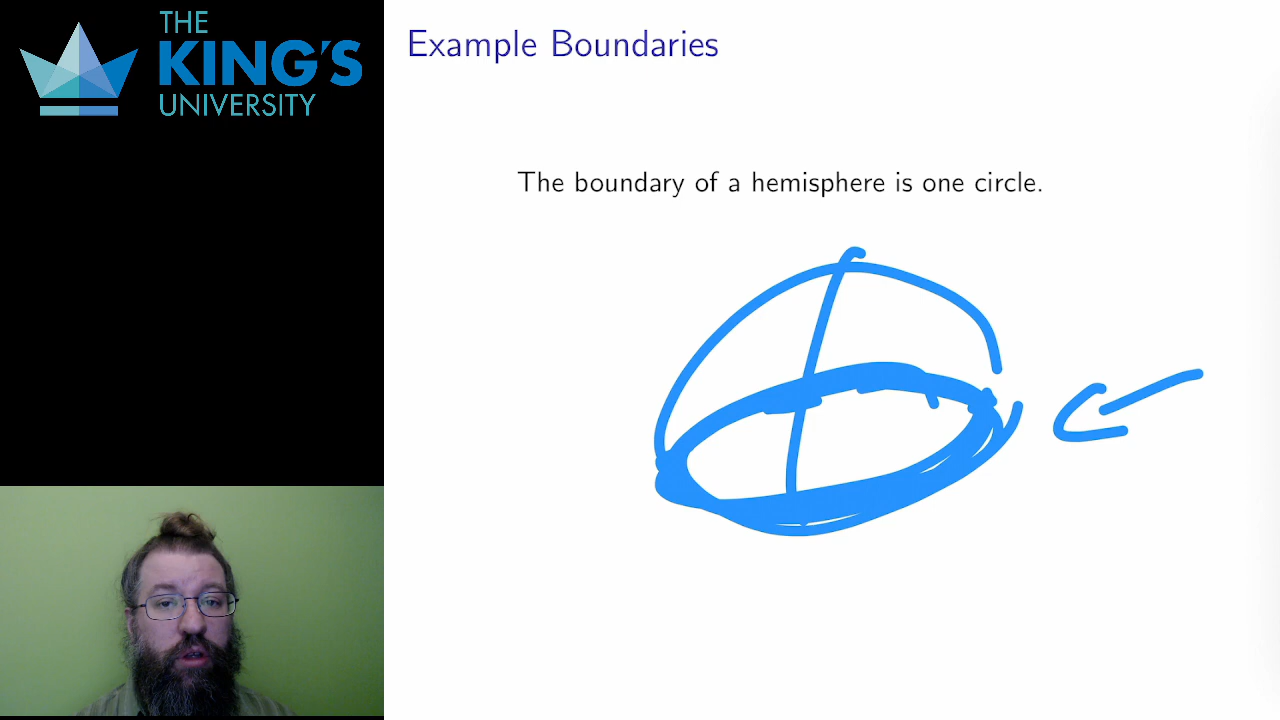 THE
KING'S
UNIVERSITY
Example Boundaries
The boundary of a hemisphere is one circle.